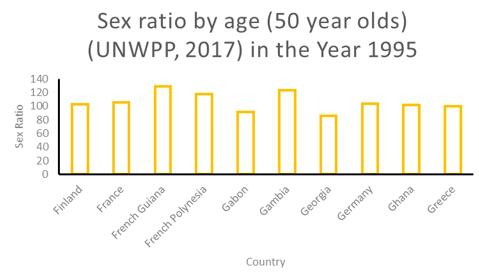 Sex ratio by age (50 year olds)
(UNWPP, 2017) in the Year 1995
140
120
100
80
60
40
20
0
Sex Ratio
Finland
France
French Guiana
French Polynesia
Gabon
Gambia
Georgia
Germany
Ghana
Greece
Country